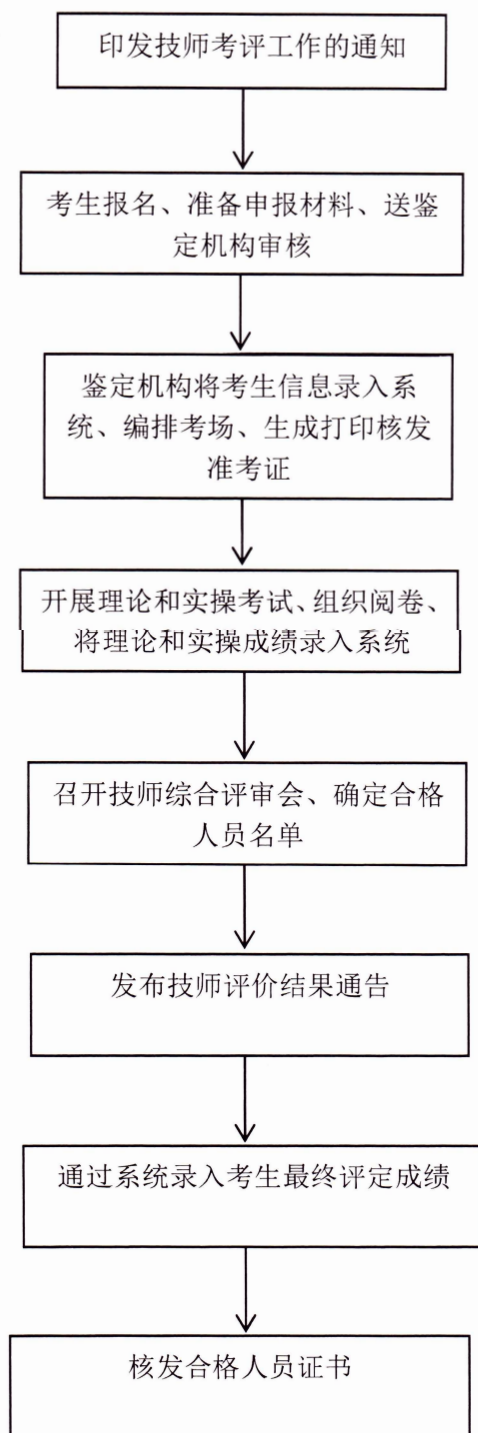 印发技师考评工作的通知
考生报名、准备申报材料、送鉴
定机构审核
鉴定机构将考生信息录入系
统、编排考场、生成打印核发
准考证
开展理论和实操考试、组织阅卷、
将理论和实操成绩录入系统
召开技师综合评审会、确定合格
人员名单
发布技师评价结果通告
通过系统录入考生最终评定成绩
核发合格人员证书